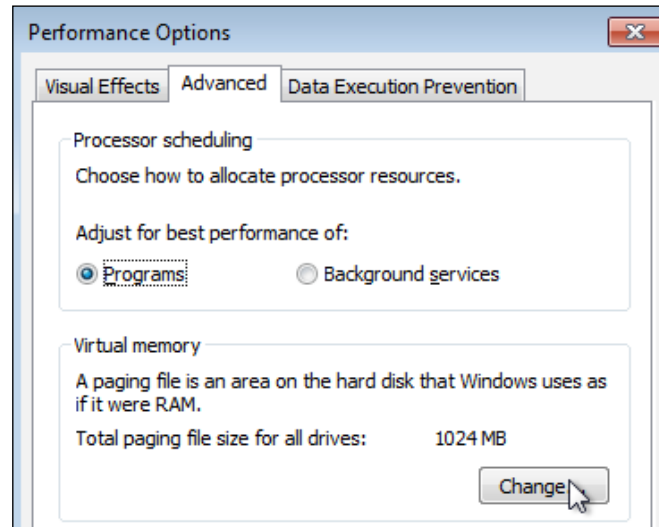 Performance Options
Visual Effects Advanced Data Execution Prevention
Processor scheduling
Choose how to allocate processor resources.
Adjust for best performance of:
Programs Background services
Virtual memory
A paging file is an area on the hard disk that Windows uses as
if it were RAM.
Total paging file size for all drives: 1024 MB
Change...